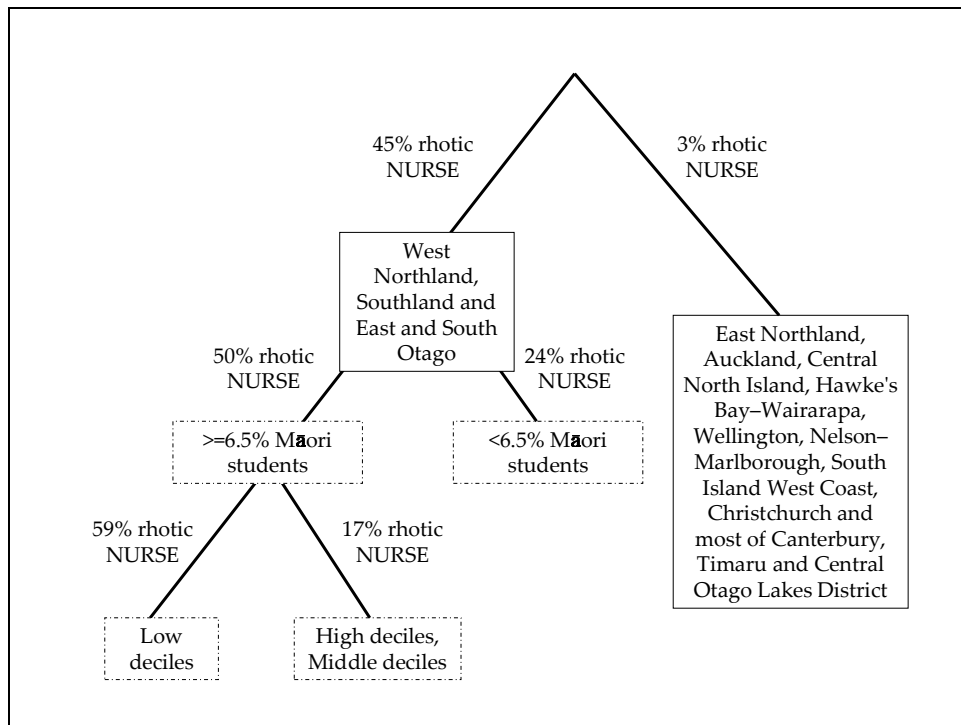 45% rhotic
NURSE
3% rhotic
NURSE
West
Northland,
Southland and
East and South
Otago
East Northland,
Auckland, Central
North Island, Hawke's
Bay–Wairarapa,
Wellington, Nelson–
Marlborough, South
Island West Coast,
Christchurch and
most of Canterbury,
Timaru and Central
Otago Lakes District
50% rhotic
NURSE
24% rhotic
NURSE
>=6.5% Māori
students
<6.5% Māori
students
59% rhotic
NURSE
17% rhotic
NURSE
Low
deciles
High deciles,
Middle deciles